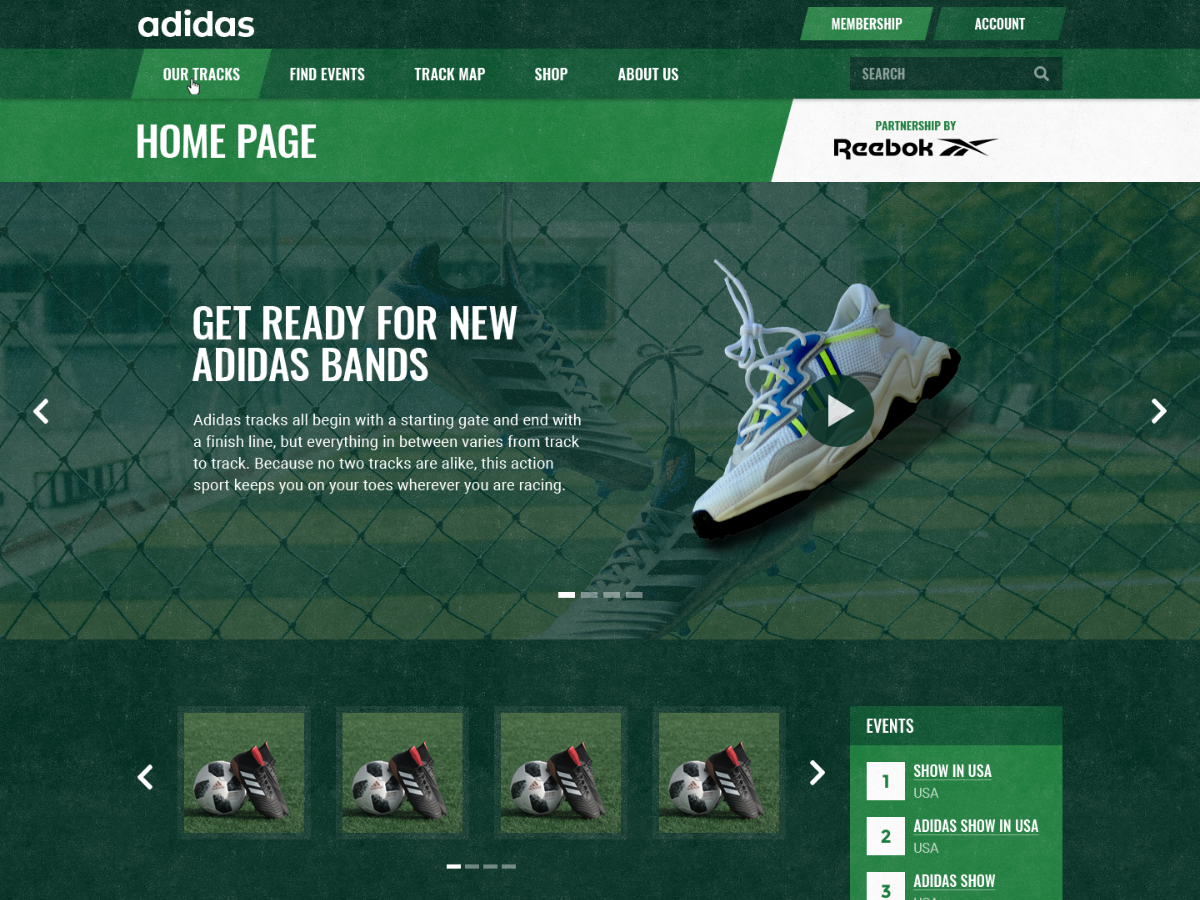 adidas
MEMBERSHIP
ACCOUNT
OUR TRACKS
FIND EVENTS
TRACK MAP
SHOP
ABOUT US
SEARCH
HOME PAGE
PARTNERSHIP BY
Reebok
GET READY FOR NEW
ADIDAS BANDS
Adidas tracks all begin with a starting gate and end with
a finish line, but everything in between varies from track
to track. Because no two tracks are alike, this action
sport keeps you on your toes wherever you are racing.
EVENTS
1
SHOW IN USA
USA
2
ADIDAS SHOW IN USA
USA
3
ADIDAS SHOW